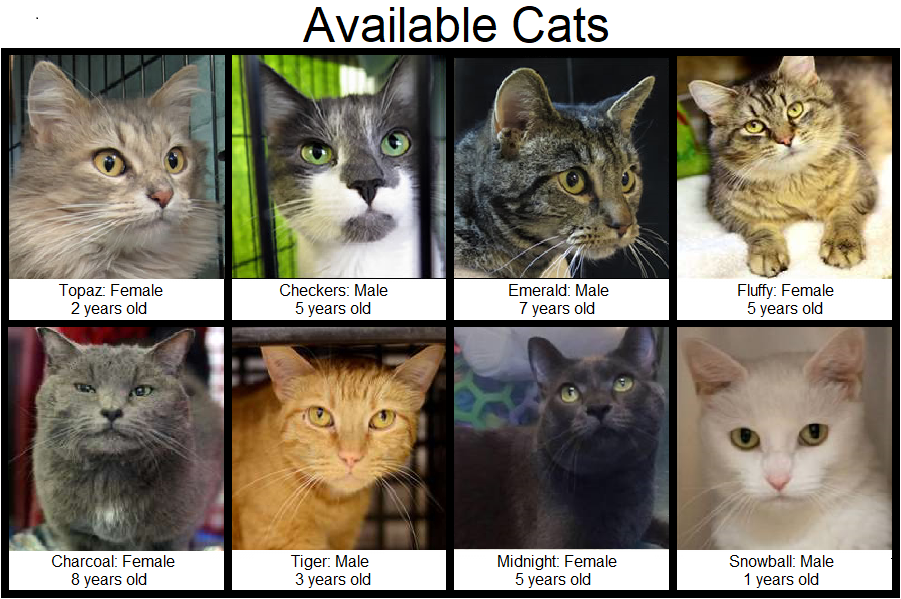 Available Cats
Topaz: Female
2 years old
Checkers: Male
5 years old
Emerald: Male
7 years old
Fluffy: Female
5 years old
Charcoal: Female
8 years old
Tiger: Male
3 years old
Midnight: Female
5 years old
Snowball: Male
1 years old